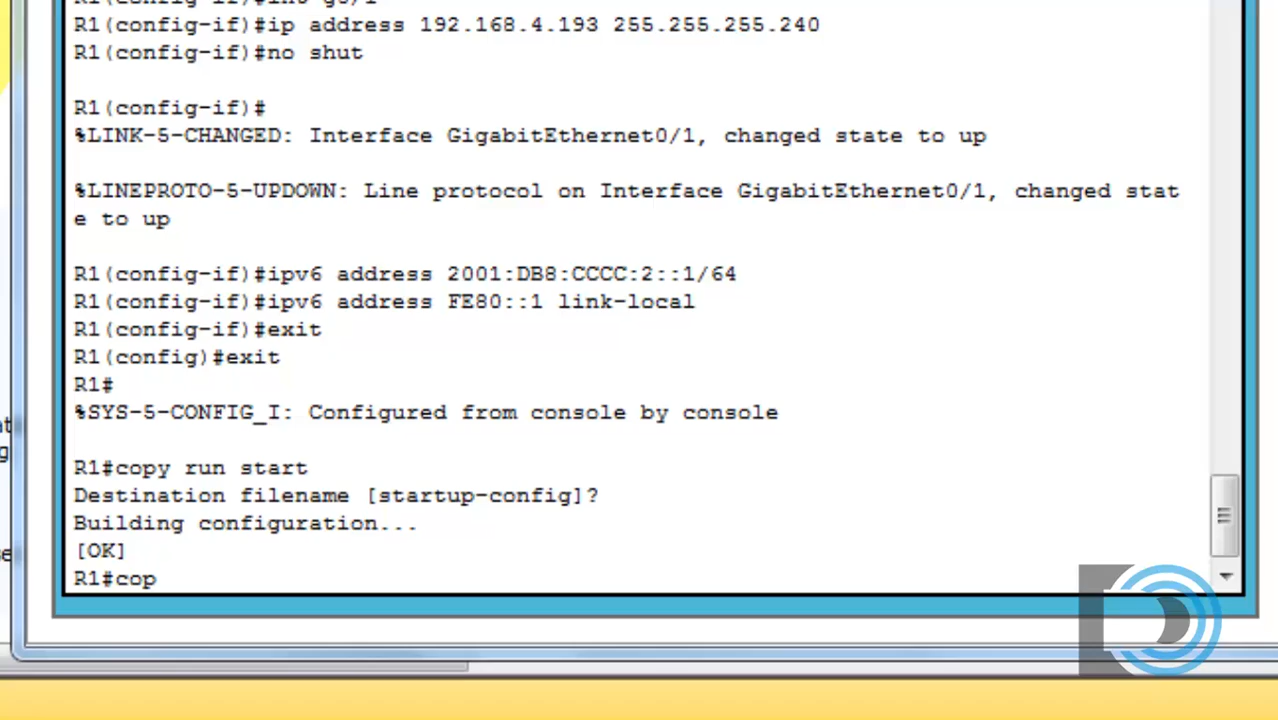 R1(config-if)#ip address 192.168.4.193 255.255.255.240
R1(config-if)#no shut
R1(config-if)#
%LINK-5-CHANGED: Interface GigabitEthernet0/1, changed state to up
%LINEPROTO-5-UPDOWN: Line protocol on Interface GigabitEthernet0/1, changed stat
e to up
R1(config-if)#ipv6 address 2001:DB8:CCCC:2::1/64
R1(config-if)#ipv6 address FE80::1 link-local
R1(config-if)#exit
R1(config)#exit
R1#
%SYS-5-CONFIG_I: Configured from console by console
R1#copy run start
Destination filename [startup-config]?
Building configuration...
[OK]
R1#cop